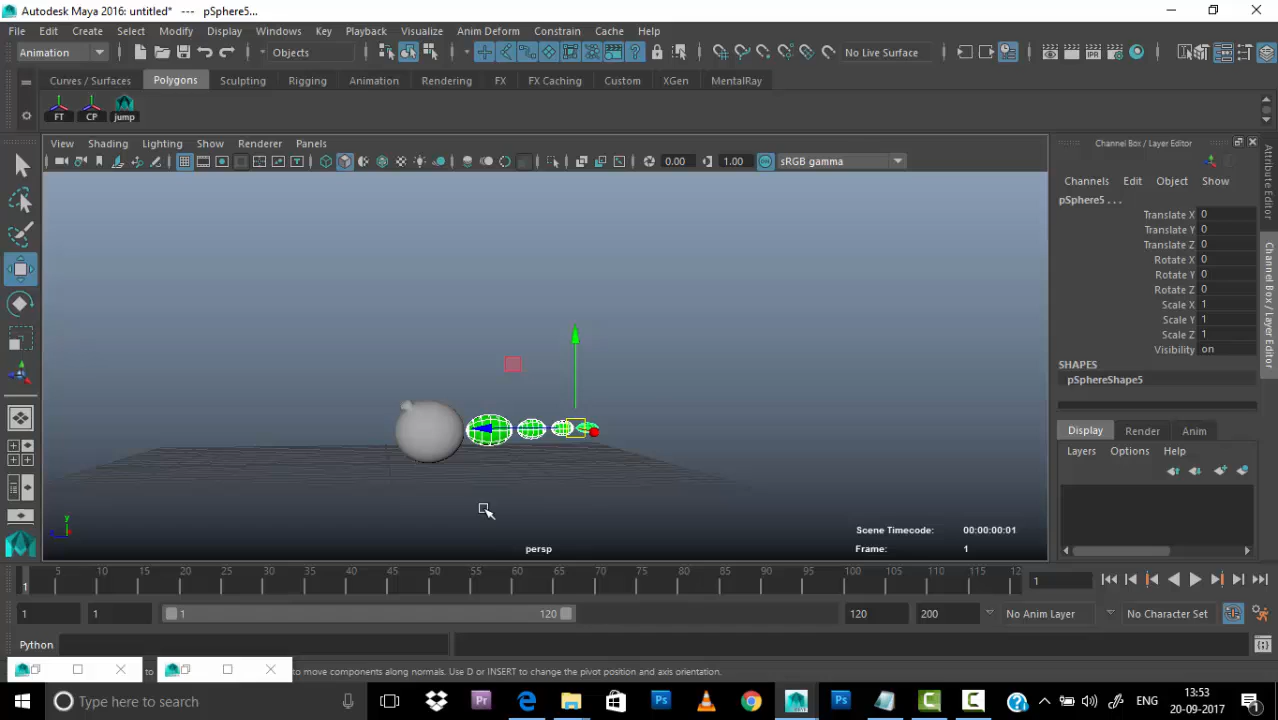 Autodesk Maya 2016: untitled* --- pSphere5...
File Edit Create Select Modify Display Windows Key Playback Visualize Anim Deform Constrain Cache Help
Animation Objects No Live Surface
Curves / Surfaces Polygons Sculpting Rigging Animation Rendering FX FX Caching Custom XGen MentalRay
FT CP jump
View Shading Lighting Show Renderer Panels
0.00 1.00 sRGB gamma
Channel Box / Layer Editor
Channels Edit Object Show
pSphere5 . . .
Translate X 0
Translate Y 0
Translate Z 0
Rotate X 0
Rotate Y 0
Rotate Z 0
Scale X 1
Scale Y 1
Scale Z 1
Visibility on
SHAPES
pSphereShape5
Display Render Anim
Layers Options Help
Attribute Editor
Channel Box / Layer Editor
y
Scene Timecode: 00:00:00:01
persp Frame: 1
1 5 10 15 20 25 30 35 40 45 50 55 60 65 70 75 80 85 90 95 100 105 110 115 12 1
1 1 1 120 120 200 No Anim Layer No Character Set
Python
to move components along normals. Use D or INSERT to change the pivot position and axis orientation.
Type here to search
ENG 13:53
20-09-2017